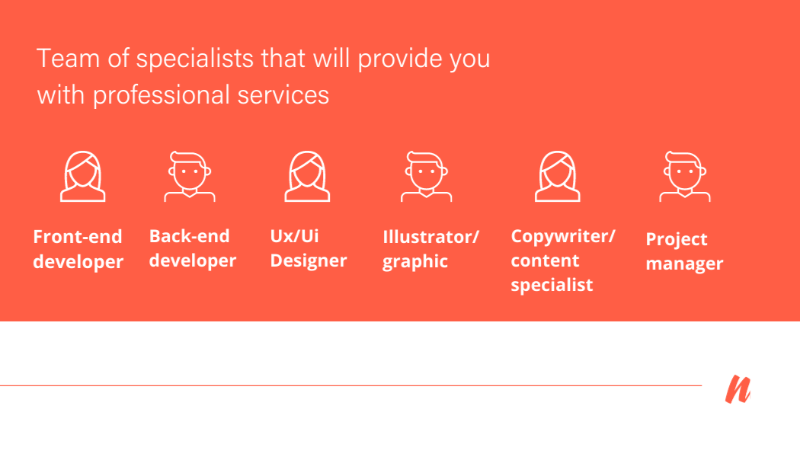 Team of specialists that will provide you
with professional services
Front-end
developer
Back-end
developer
Ux/Ui
Designer
Illustrator/
graphic
Copywriter/
content
specialist
Project
manager
n